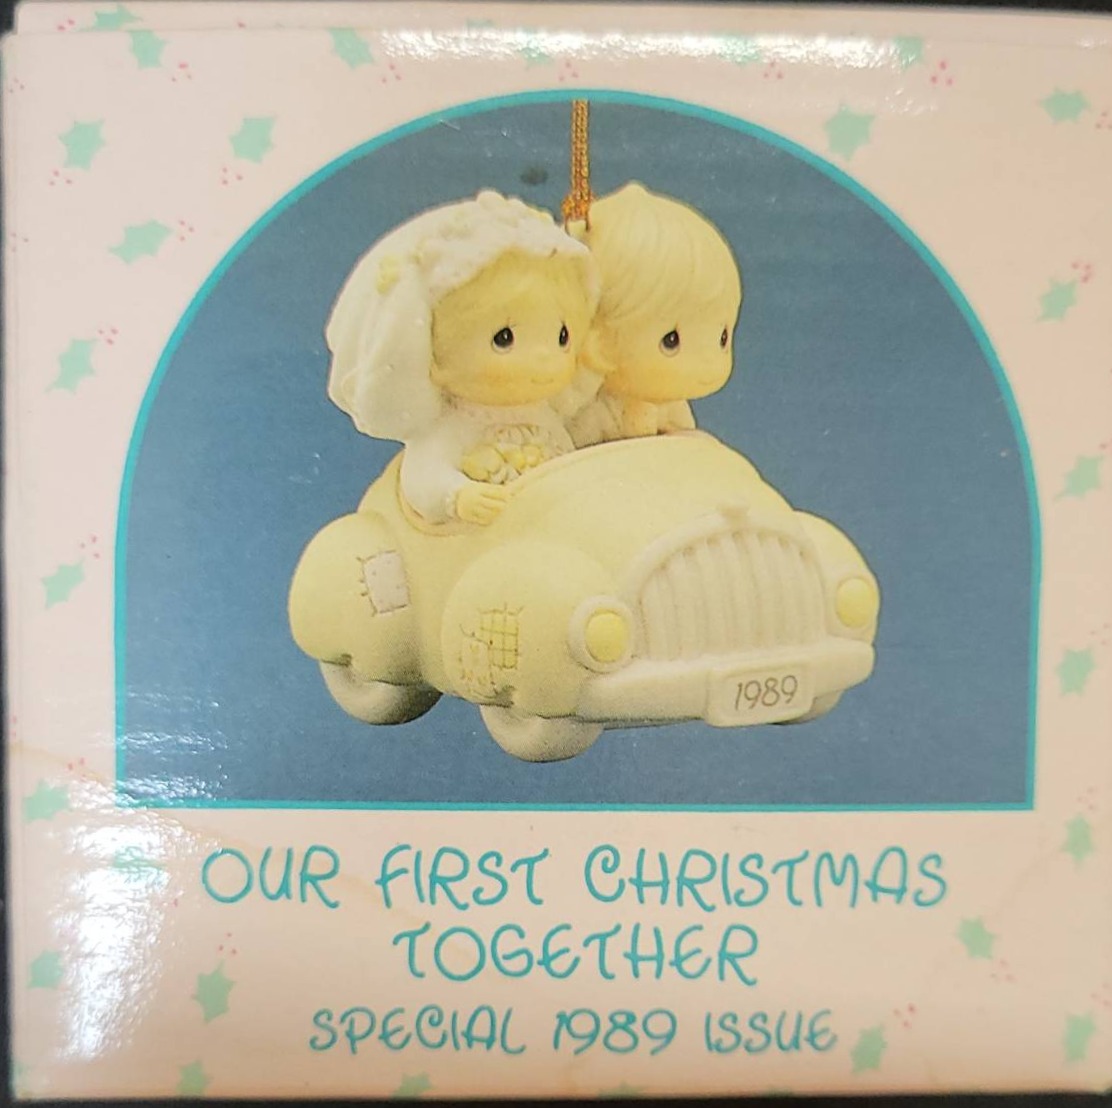 1989
OUR FIRST CHRISTMAS
TOGETHER
SPECIAL 1989 ISSUE